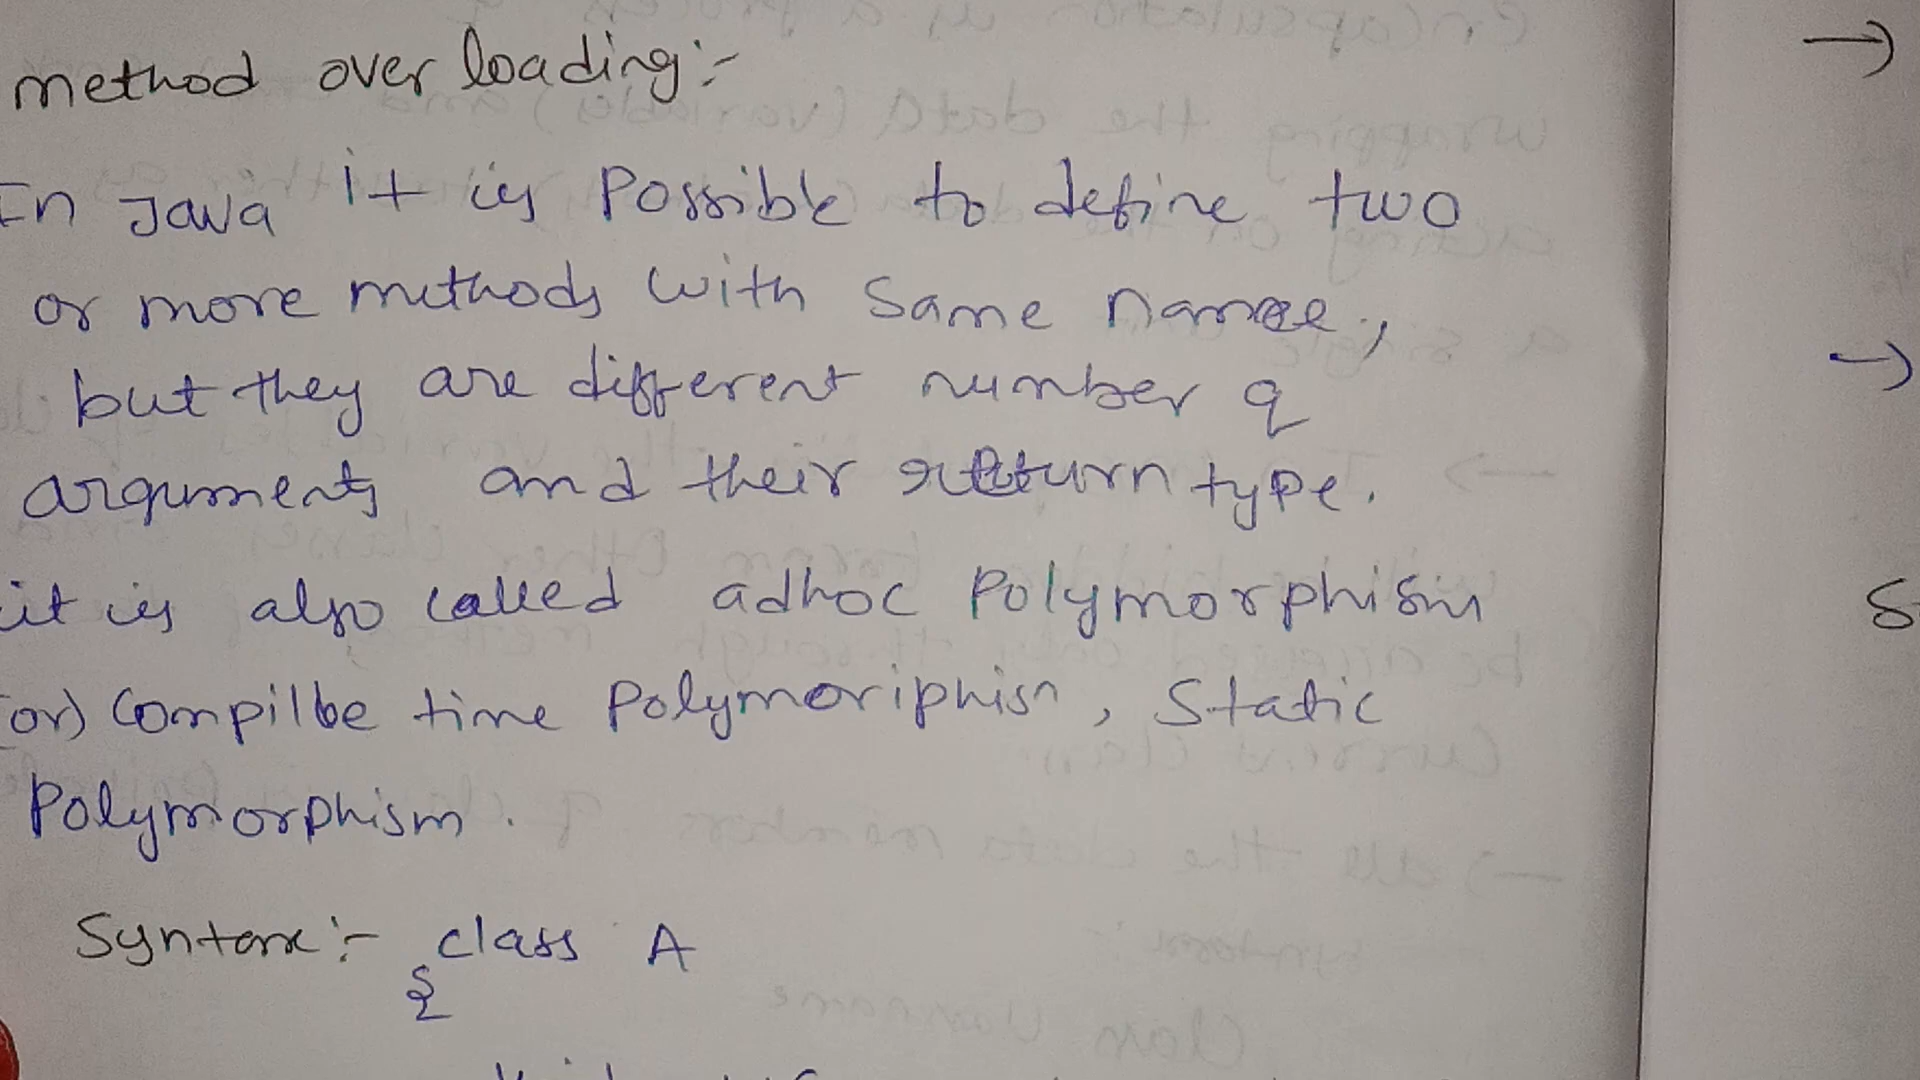 method over loading:-
In Java it is possible to define two
or more methods with same name,
but they are different number of
arguments and their return type.
it is also called adhoc polymorphism
(or) compilbe time polymoriphism, static
polymorphism.
Syntax:- class A
{